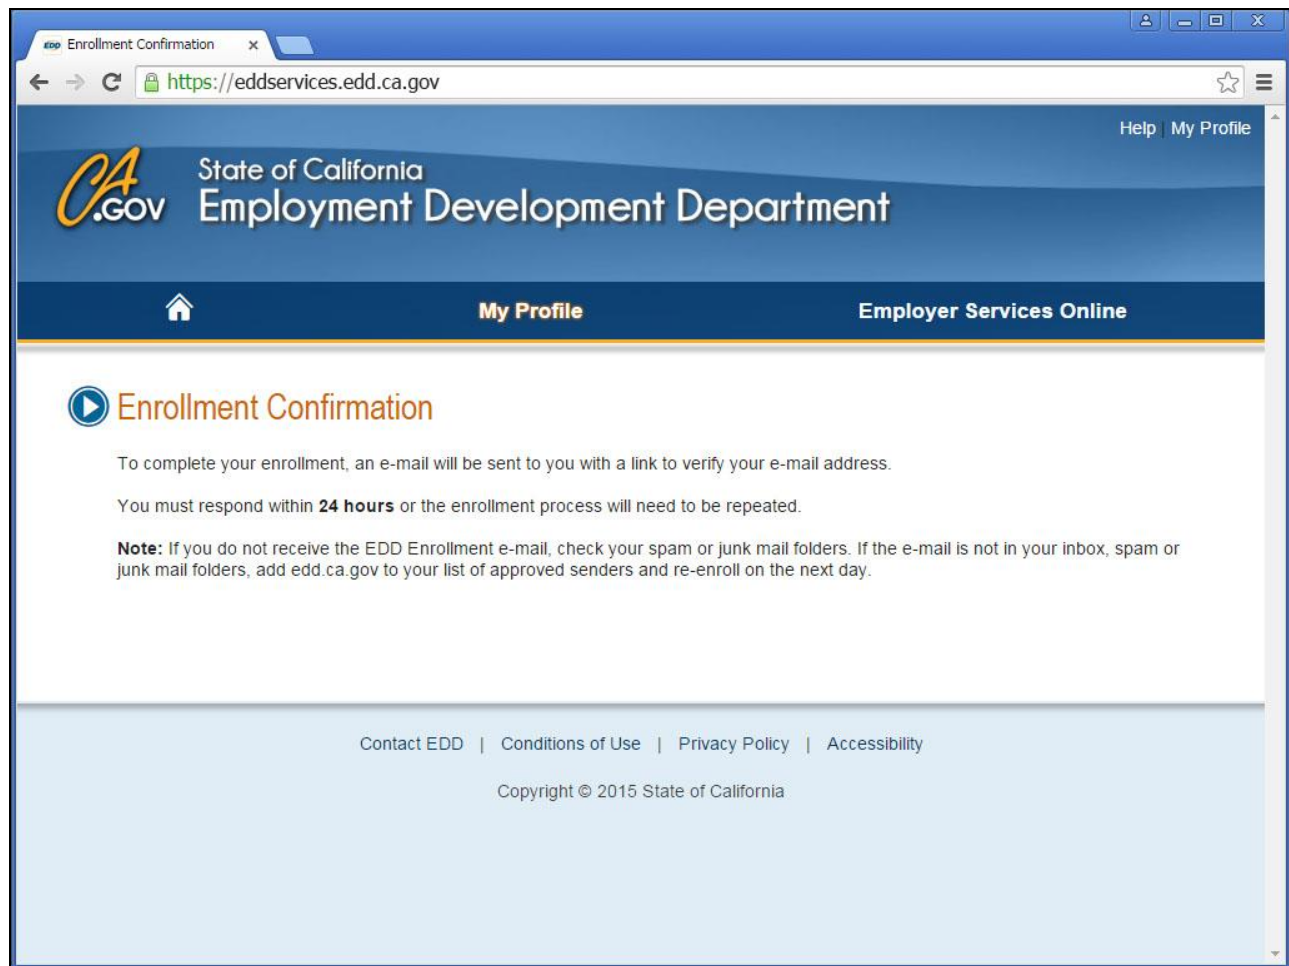 EDD Enrollment Confirmation
https://eddservices.edd.ca.gov
Help | My Profile
CA.GOV
State of California
Employment Development Department
My Profile
Employer Services Online
Enrollment Confirmation
To complete your enrollment, an e-mail will be sent to you with a link to verify your e-mail address.
You must respond within 24 hours or the enrollment process will need to be repeated.
Note: If you do not receive the EDD Enrollment e-mail, check your spam or junk mail folders. If the e-mail is not in your inbox, spam or
junk mail folders, add edd.ca.gov to your list of approved senders and re-enroll on the next day.
Contact EDD | Conditions of Use | Privacy Policy | Accessibility
Copyright © 2015 State of California